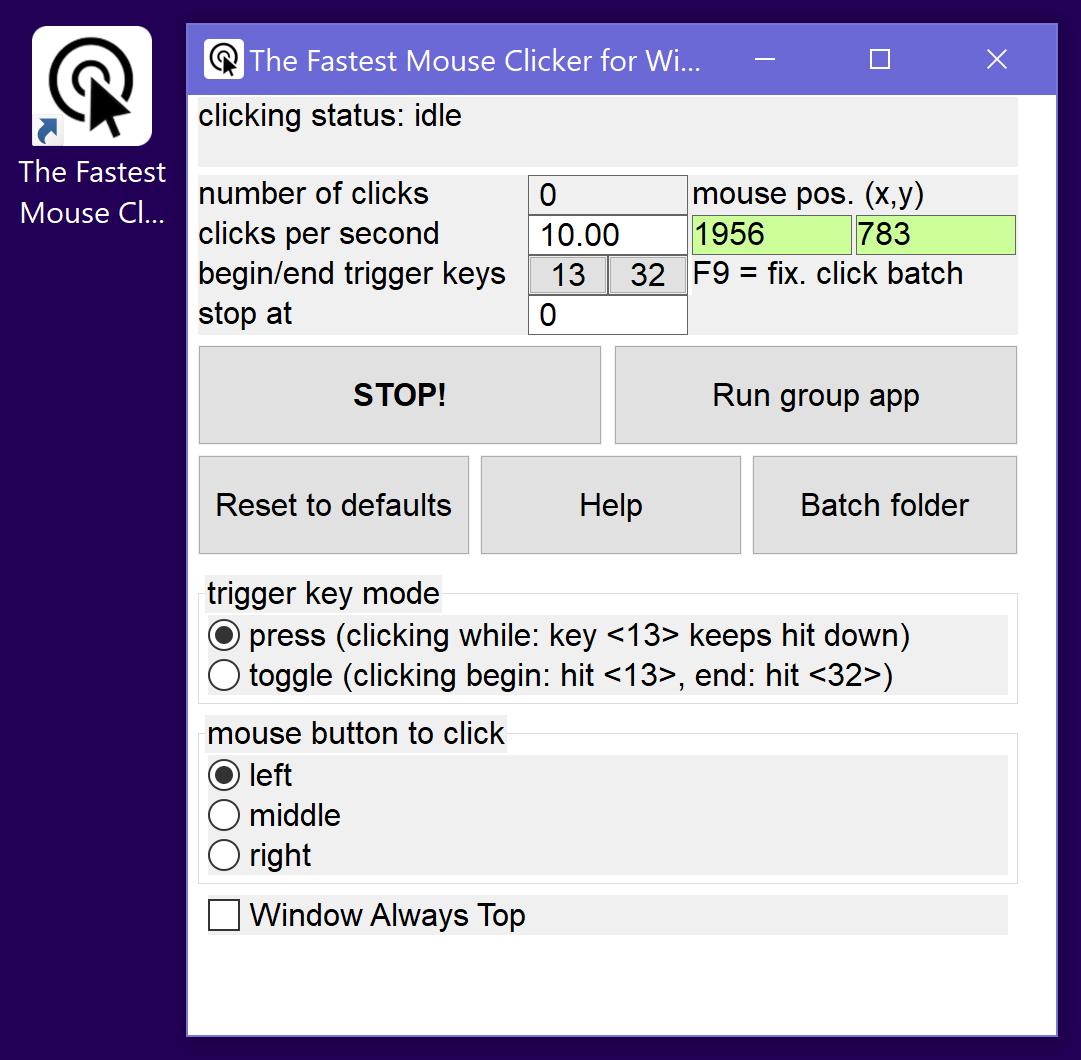 The Fastest
Mouse Cl...
The Fastest Mouse Clicker for Wi...
clicking status: idle
number of clicks 0 mouse pos. (x,y)
clicks per second 10.00 1956 783
begin/end trigger keys 13 32 F9 = fix. click batch
stop at 0
STOP! Run group app
Reset to defaults Help Batch folder
trigger key mode
press (clicking while: key <13> keeps hit down)
toggle (clicking begin: hit <13>, end: hit <32>)
mouse button to click
left
middle
right
Window Always Top